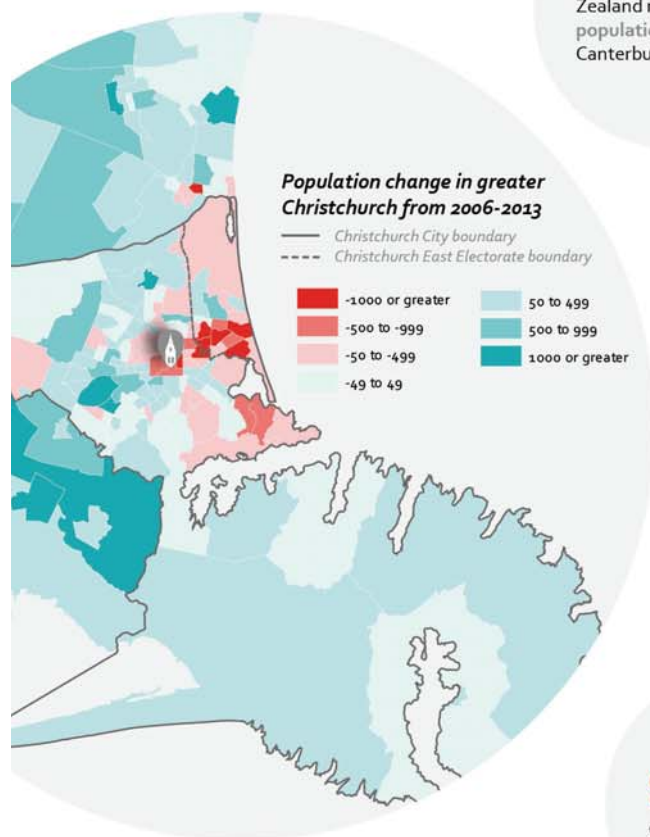 Zealand
populatio
Canterbu
Population change in greater
Christchurch from 2006-2013
Christchurch City boundary
Christchurch East Electorate boundary
-1000 or greater
-500 to -999
-50 to -499
-49 to 49
50 to 499
500 to 999
1000 or greater